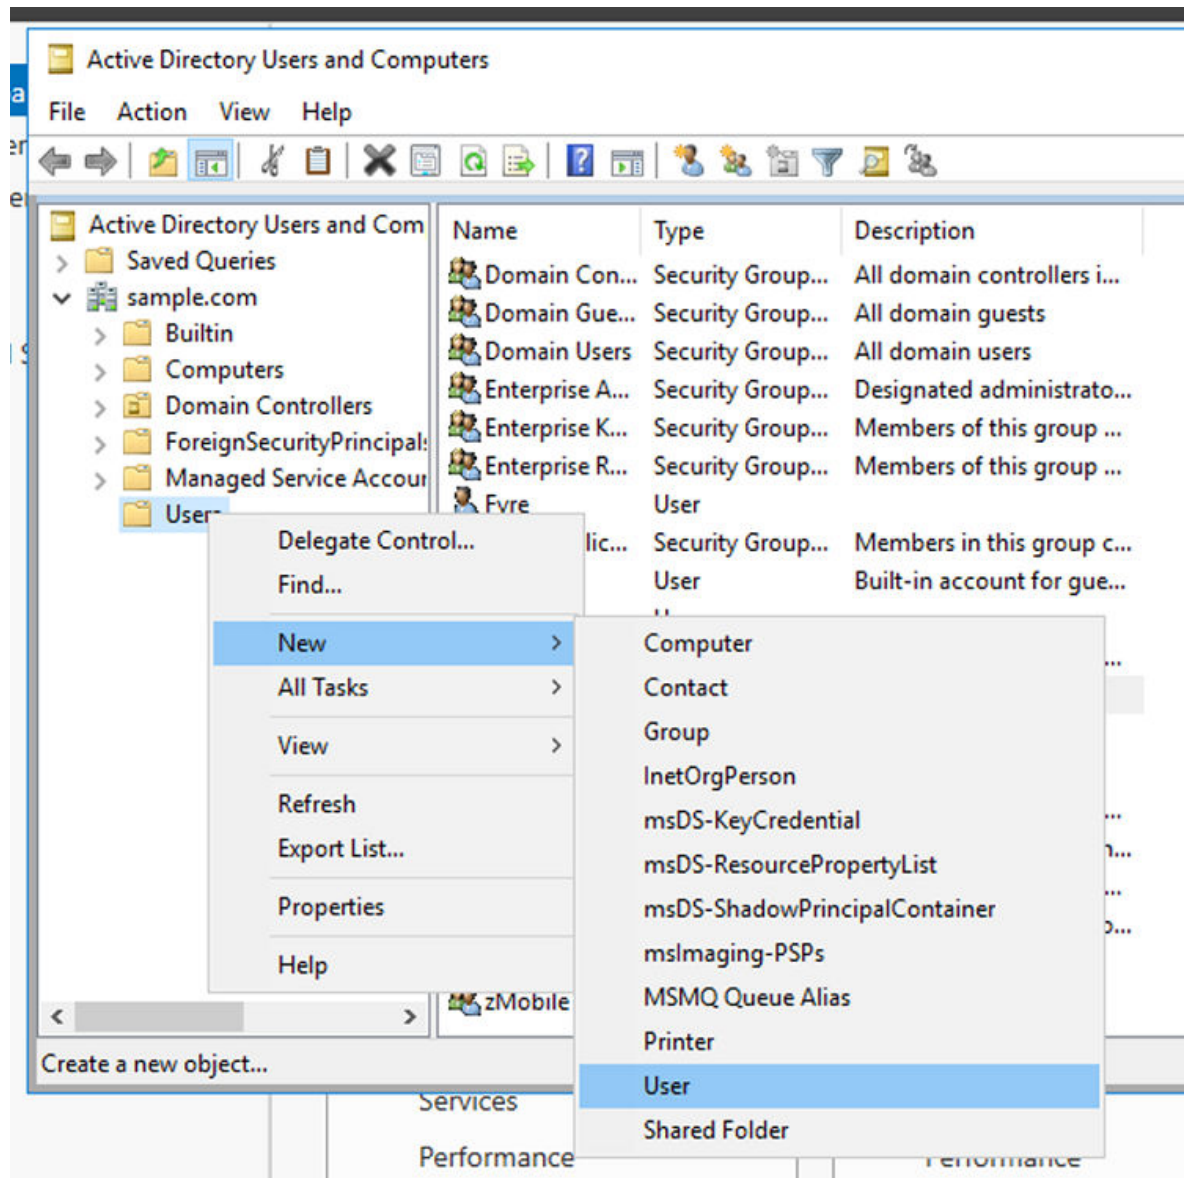 Active Directory Users and Computers
File Action View Help
Active Directory Users and Com
Saved Queries
sample.com
Builtin
Computers
Domain Controllers
ForeignSecurityPrincipals
Managed Service Accour
Users
Name Type Description
Domain Con... Security Group... All domain controllers i...
Domain Gue... Security Group... All domain guests
Domain Users Security Group... All domain users
Enterprise A... Security Group... Designated administrato...
Enterprise K... Security Group... Members of this group ...
Enterprise R... Security Group... Members of this group ...
Fyre User
lic... Security Group... Members in this group c...
User Built-in account for gue...
zMobile
Delegate Control...
Find...
New
All Tasks
View
Refresh
Export List...
Properties
Help
Computer
Contact
Group
InetOrgPerson
msDS-KeyCredential
msDS-ResourcePropertyList
msDS-ShadowPrincipalContainer
msImaging-PSPs
MSMQ Queue Alias
Printer
User
Shared Folder
Create a new object...
Services
Performance
Performance